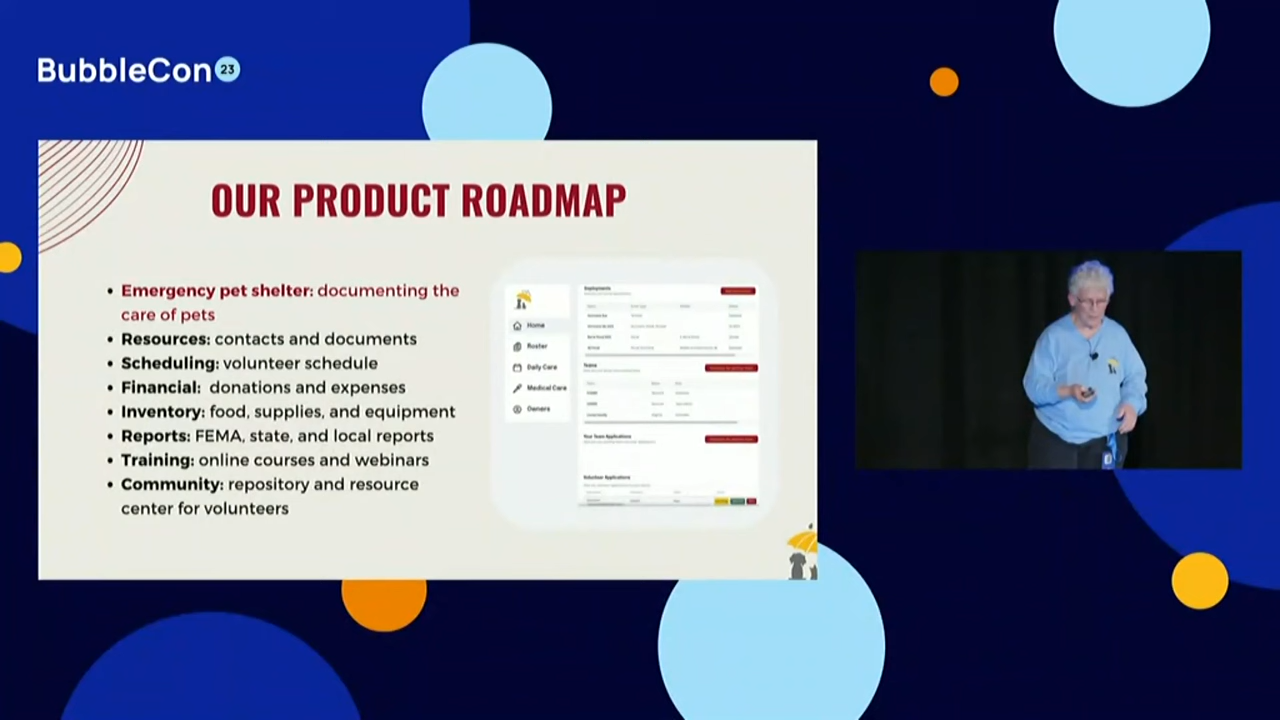 BubbleCon 23
OUR PRODUCT ROADMAP
• Emergency pet shelter: documenting the
care of pets
• Resources: contacts and documents
• Scheduling: volunteer schedule
• Financial: donations and expenses
• Inventory: food, supplies, and equipment
• Reports: FEMA, state, and local reports
• Training: online courses and webinars
• Community: repository and resource
center for volunteers
Home
Roster
Daily Care
Medical Care
Owners
Deployments
Teams
Your Team Applications
Volunteer Applications